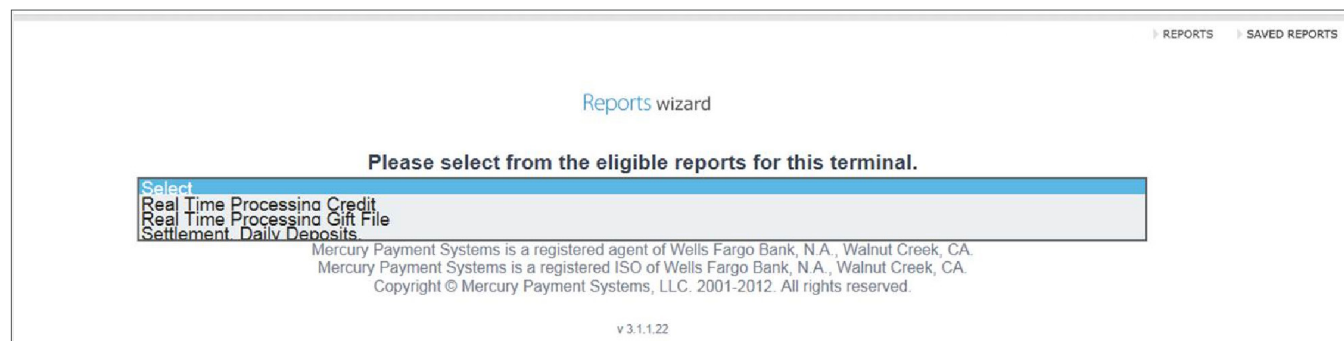 REPORTS SAVED REPORTS
Reports wizard
Please select from the eligible reports for this terminal.
Select
Real Time Processing Credit
Real Time Processing Gift File
Settlement, Daily Deposits,
Mercury Payment Systems is a registered agent of Wells Fargo Bank, N.A., Walnut Creek, CA.
Mercury Payment Systems is a registered ISO of Wells Fargo Bank, N.A., Walnut Creek, CA.
Copyright © Mercury Payment Systems, LLC. 2001-2012. All rights reserved.
v 3.1.1.22